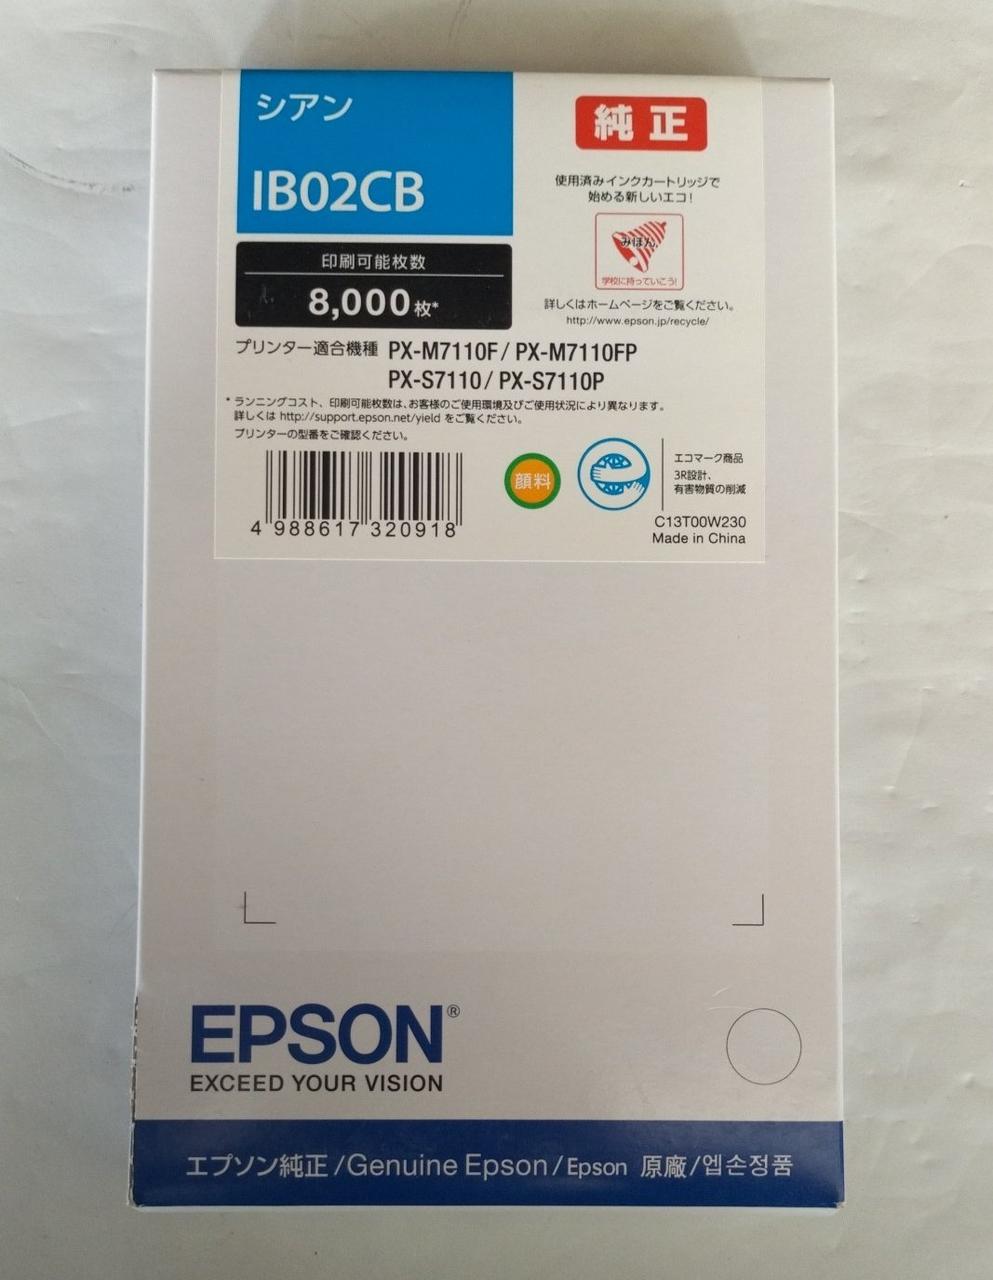 シアン
IB02CB
印刷可能枚数
8,000枚*
純正
使用済みインクカートリッジで
始める新しいエコ!
みほん
学校に持っていこう!
詳しくはホームページをご覧ください。
http://www.epson.jp/recycle/
プリンター適合機種 PX-M7110F / PX-M7110FP
PX-S7110 / PX-S7110P
* ランニングコスト、印刷可能枚数は、お客様のご使用環境及びご使用状況により異なります。
詳しくは http://support.epson.net/yield をご覧ください。
プリンターの型番をご確認ください。
4 988617 320918
顔料
エコマーク商品
3R設計、
有害物質の削減
C13T00W230
Made in China
EPSON®
EXCEED YOUR VISION
エプソン純正/Genuine Epson/Epson 原廠/엡손정품